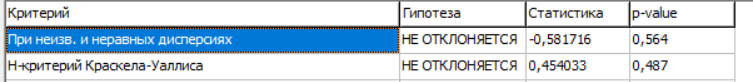 Критерий Гипотеза Статистика p-value
При неизв. и неравных дисперсиях НЕ ОТКЛОНЯЕТСЯ -0,581716 0,564
Н-критерий Краскела-Уаллиса НЕ ОТКЛОНЯЕТСЯ 0,454033 0,487